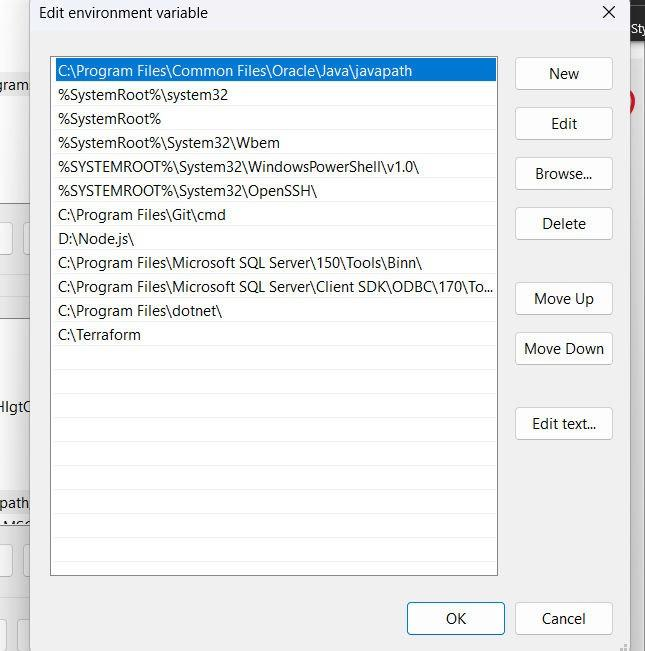 Edit environment variable
Sty
C:\Program Files\Common Files\Oracle\Java\javapath
New
gram
%SystemRoot%\system32
%SystemRoot%
Edit
%SystemRoot%\System32\Wbem
%SYSTEMROOT%\System32\WindowsPowerShell\v1.0\
Browse...
%SYSTEMROOT%\System32\OpenSSH\
C:\Program Files\Git\cmd
Delete
D:\Node.js\
C:\Program Files\Microsoft SQL Server\150\Tools\Binn\
C:\Program Files\Microsoft SQL Server\Client SDK\ODBC\170\To...
Move Up
C:\Program Files\dotnet\
C:\Terraform
Move Down
Edit text...
path
OK
Cancel